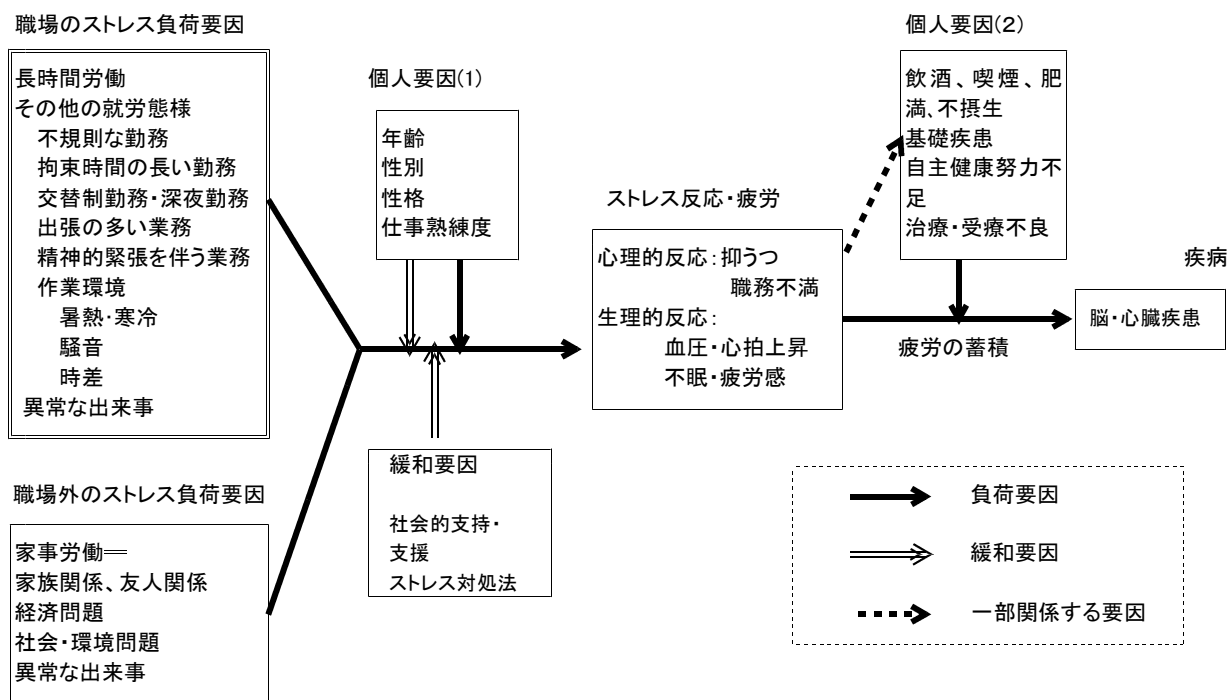 職場のストレス負荷要因
長時間労働
その他の就労態様
不規則な勤務
拘束時間の長い勤務
交替制勤務・深夜勤務
出張の多い業務
精神的緊張を伴う業務
作業環境
暑熱・寒冷
騒音
時差
異常な出来事
職場外のストレス負荷要因
家事労働
家族関係、友人関係
経済問題
社会・環境問題
異常な出来事
個人要因(1)
年齢
性別
性格
仕事熟練度
緩和要因
社会的支持・
支援
ストレス対処法
ストレス反応・疲労
心理的反応：抑うつ
職務不満
生理的反応：
血圧・心拍上昇
不眠・疲労感
個人要因(2)
飲酒、喫煙、肥
満、不摂生
基礎疾患
自主健康努力不
足
治療・受療不良
疲労の蓄積
疾病
脳・心臓疾患
負荷要因
緩和要因
一部関係する要因